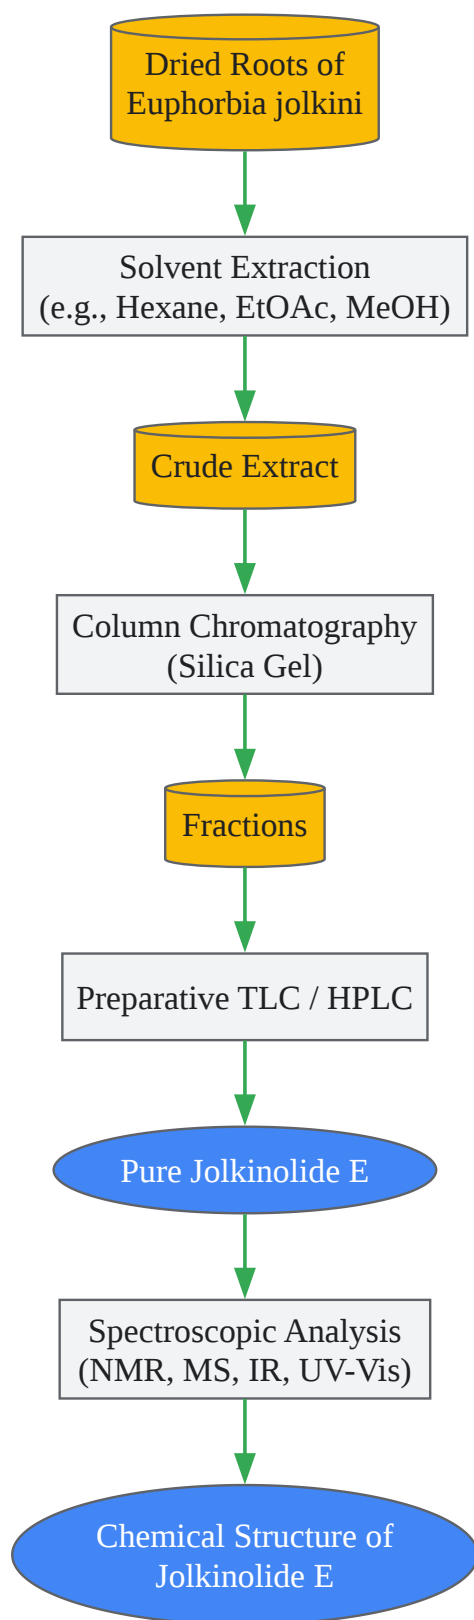 Dried Roots of
Euphorbia jolkini
Solvent Extraction
(e.g., Hexane, EtOAc, MeOH)
Crude Extract
Column Chromatography
(Silica Gel)
Fractions
Preparative TLC / HPLC
Pure Jolkinolide E
Spectroscopic Analysis
(NMR, MS, IR, UV-Vis)
Chemical Structure of
Jolkinolide E